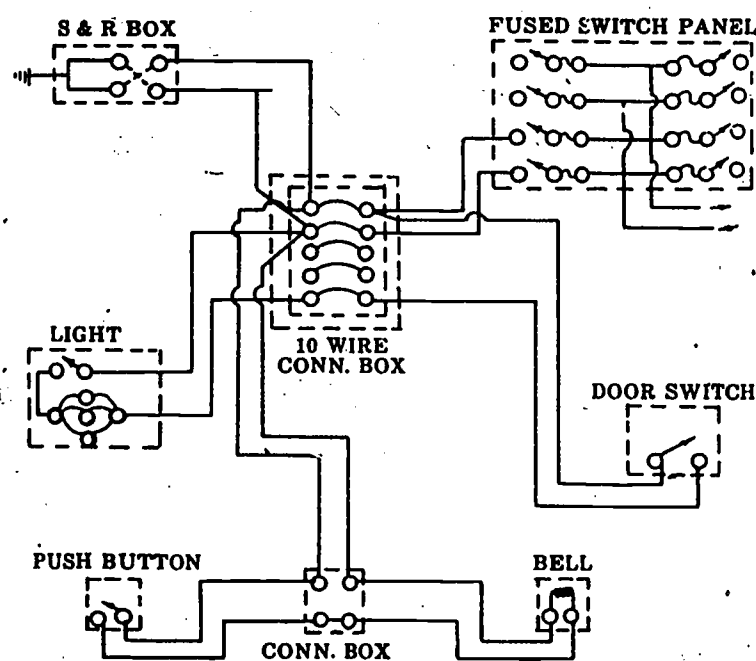 S & R BOX
FUSED SWITCH PANEL
LIGHT
10 WIRE
CONN. BOX
DOOR SWITCH
PUSH BUTTON
BELL
CONN. BOX